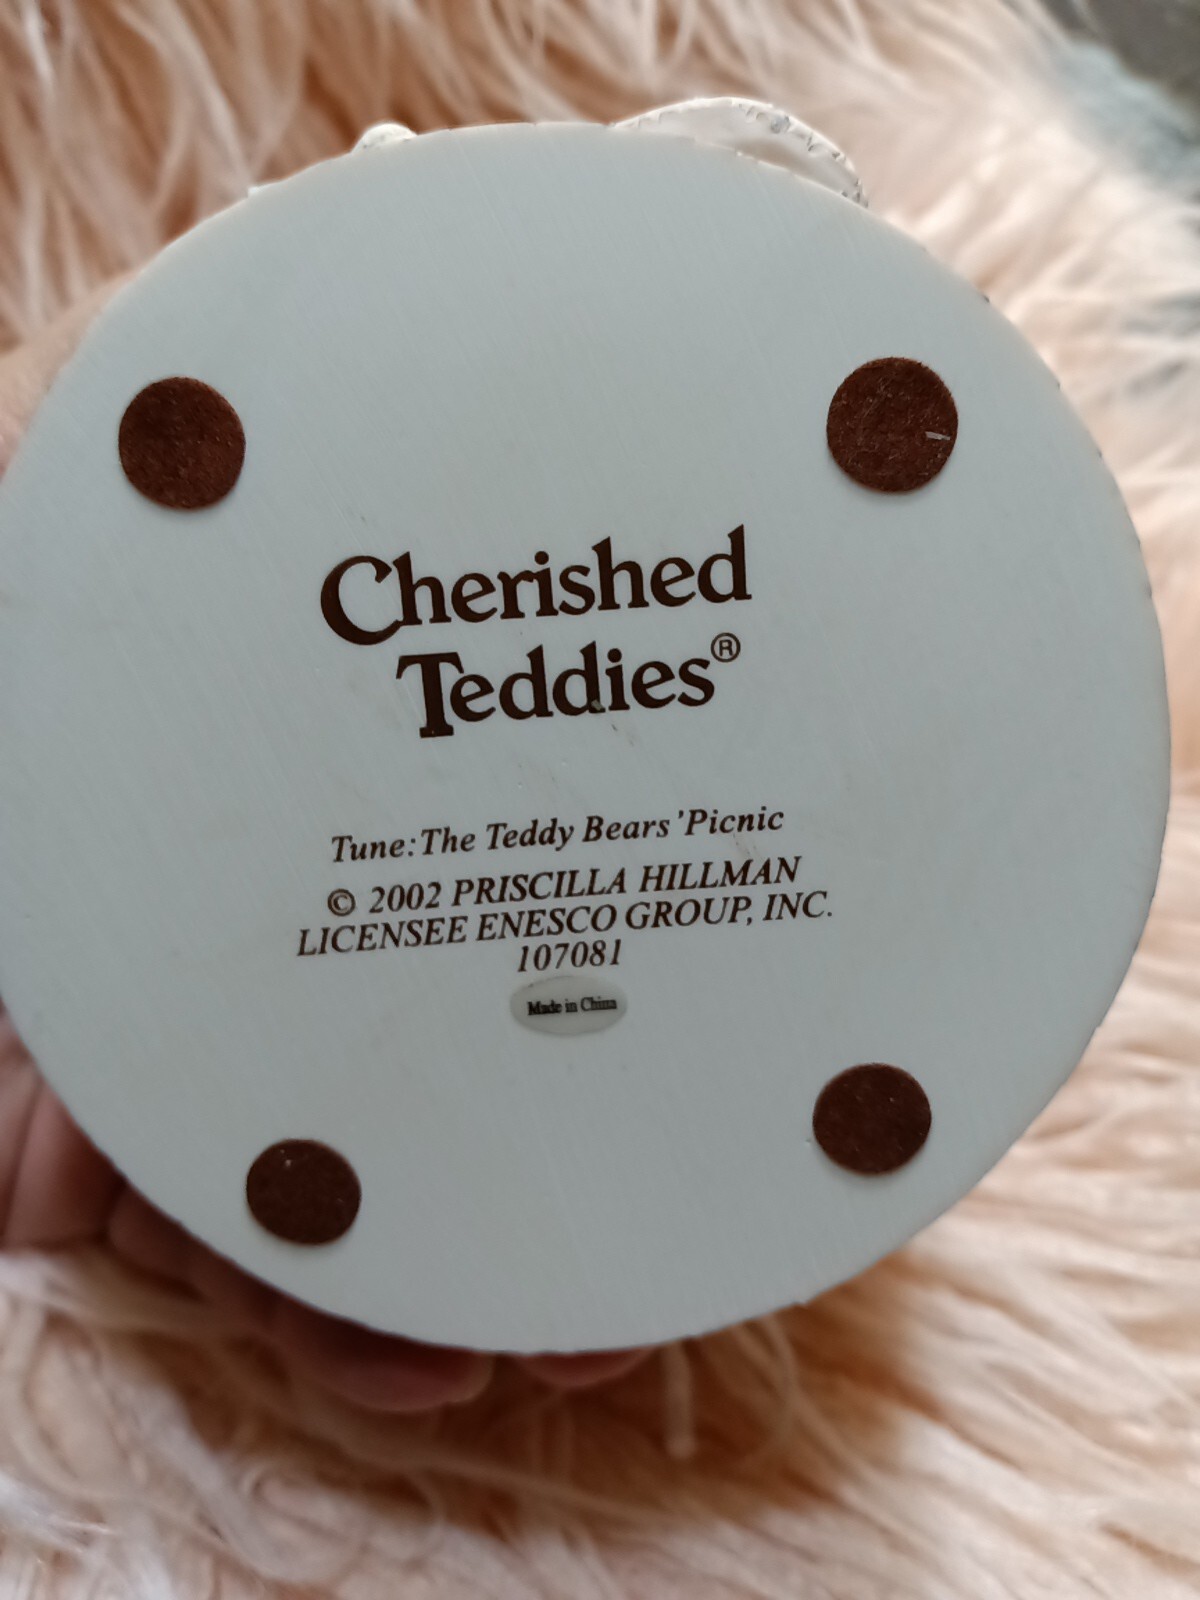 Cherished
Teddies®
Tune: The Teddy Bears 'Picnic
© 2002 PRISCILLA HILLMAN
LICENSEE ENESCO GROUP, INC.
107081
Made in China